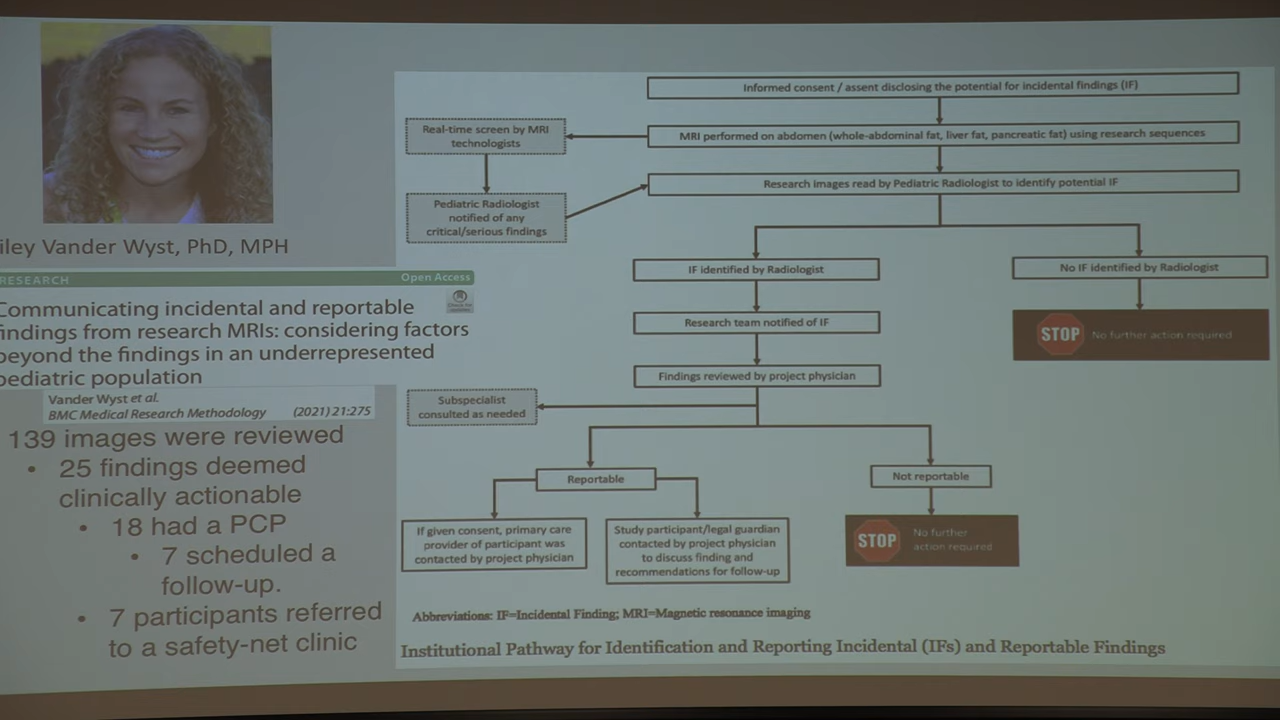 iley Vander Wyst, PhD, MPH
RESEARCH
Open Access
Communicating incidental and reportable
findings from research MRIs: considering factors
beyond the findings in an underrepresented
pediatric population
Vander Wyst et al.
BMC Medical Research Methodology (2021) 21:275
139 images were reviewed
• 25 findings deemed
clinically actionable
• 18 had a PCP
• 7 scheduled a
follow-up.
• 7 participants referred
to a safety-net clinic
Informed consent / assent disclosing the potential for incidental findings (IF)
Real-time screen by MRI
technologists
MRI performed on abdomen (whole-abdominal fat, liver fat, pancreatic fat) using research sequences
Pediatric Radiologist
notified of any
critical/serious findings
Research images read by Pediatric Radiologist to identify potential IF
IF identified by Radiologist
No IF identified by Radiologist
Research team notified of IF
STOP No further action required
Findings reviewed by project physician
Subspecialist
consulted as needed
Reportable
Not reportable
If given consent, primary care
provider of participant was
contacted by project physician
Study participant/legal guardian
contacted by project physician
to discuss finding and
recommendations for follow-up
STOP
No further
action required
Abbreviations: IF=Incidental Finding; MRI=Magnetic resonance imaging
Institutional Pathway for Identification and Reporting Incidental (IFs) and Reportable Findings